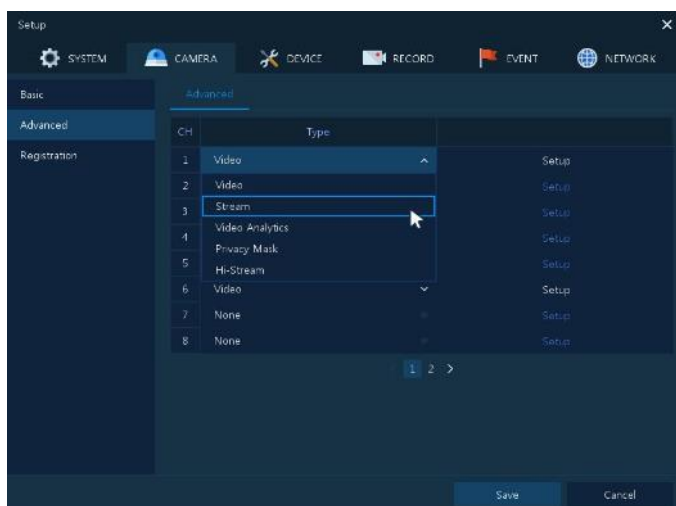 Setup
SYSTEM CAMERA DEVICE RECORD EVENT NETWORK
Basic
Advanced
Registration
Advanced
CH Type
1 Video Setup
2 Video Setup
3 Stream Setup
Video Analytics
4 Setup
Privacy Mask
5 Hi-Stream Setup
6 Video Setup
7 None Setup
8 None Setup
1 2 >
Save Cancel